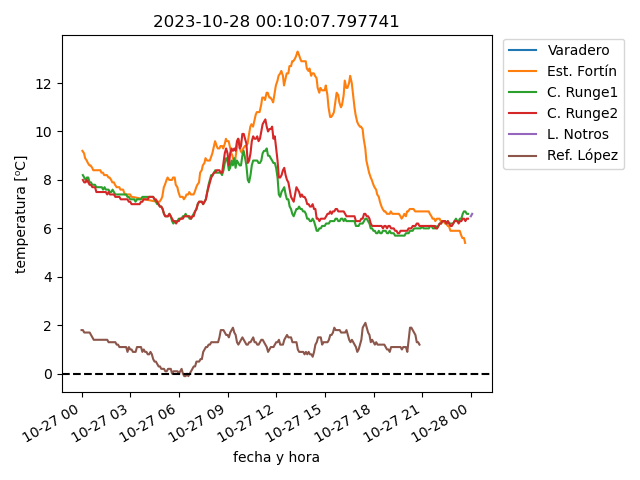 2023-10-28 00:10:07.797741
temperatura [ºC]
12
10
8
6
4
2
0
10-27 00
10-27 03
10-27 06
10-27 09
10-27 12
10-27 15
10-27 18
10-27 21
10-28 00
fecha y hora
Varadero
Est. Fortín
C. Runge1
C. Runge2
L. Notros
Ref. López